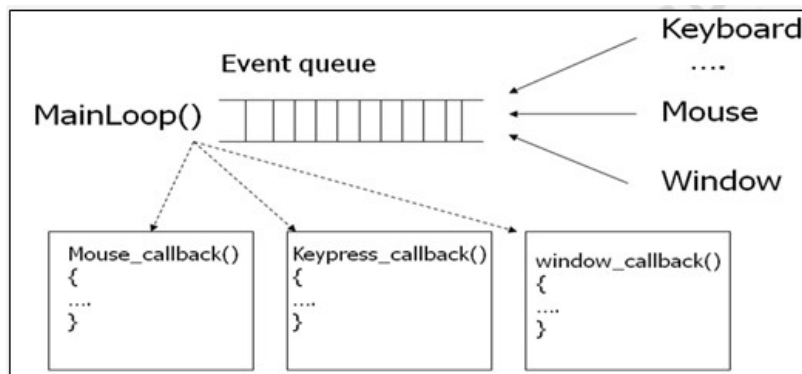 Keyboard
....
Event queue
MainLoop()
Mouse
Window
Mouse_callback()
{
....
}
Keypress_callback()
{
....
}
window_callback()
{
....
}